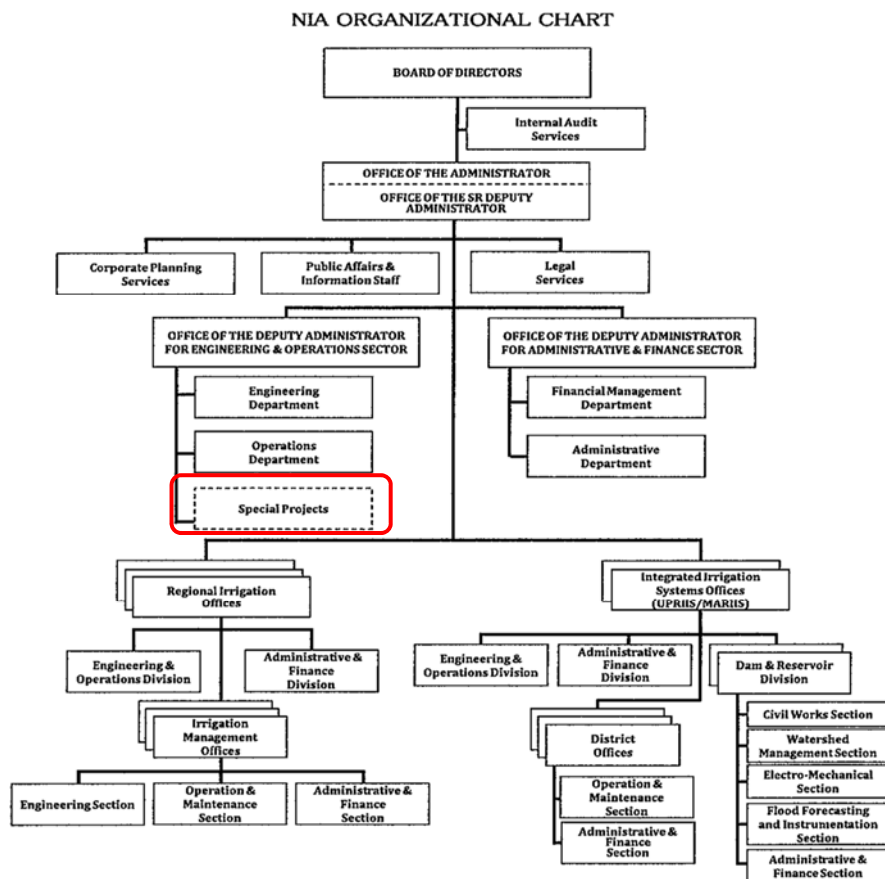 NIA ORGANIZATIONAL CHART
BOARD OF DIRECTORS
Internal Audit
Services
OFFICE OF THE ADMINISTRATOR
OFFICE OF THE SR DEPUTY
ADMINISTRATOR
Corporate Planning
Services
Public Affairs &
Information Staff
Legal
Services
OFFICE OF THE DEPUTY ADMINISTRATOR
FOR ENGINEERING & OPERATIONS SECTOR
OFFICE OF THE DEPUTY ADMINISTRATOR
FOR ADMINISTRATIVE & FINANCE SECTOR
Engineering
Department
Financial Management
Department
Operations
Department
Administrative
Department
Special Projects
Regional Irrigation
Offices
Integrated Irrigation
Systems Offices
(UPRIIS/MARIIS)
Engineering &
Operations Division
Administrative &
Finance
Division
Engineering &
Operations Division
Administrative &
Finance
Division
Dam & Reservoir
Division
Irrigation
Management
Offices
District
Offices
Civil Works Section
Watershed
Management Section
Electro-Mechanical
Section
Flood Forecasting
and Instrumentation
Section
Administrative &
Finance Section
Engineering Section
Operation &
Maintenance
Section
Administrative &
Finance
Section
Operation &
Maintenance
Section
Administrative &
Finance Section